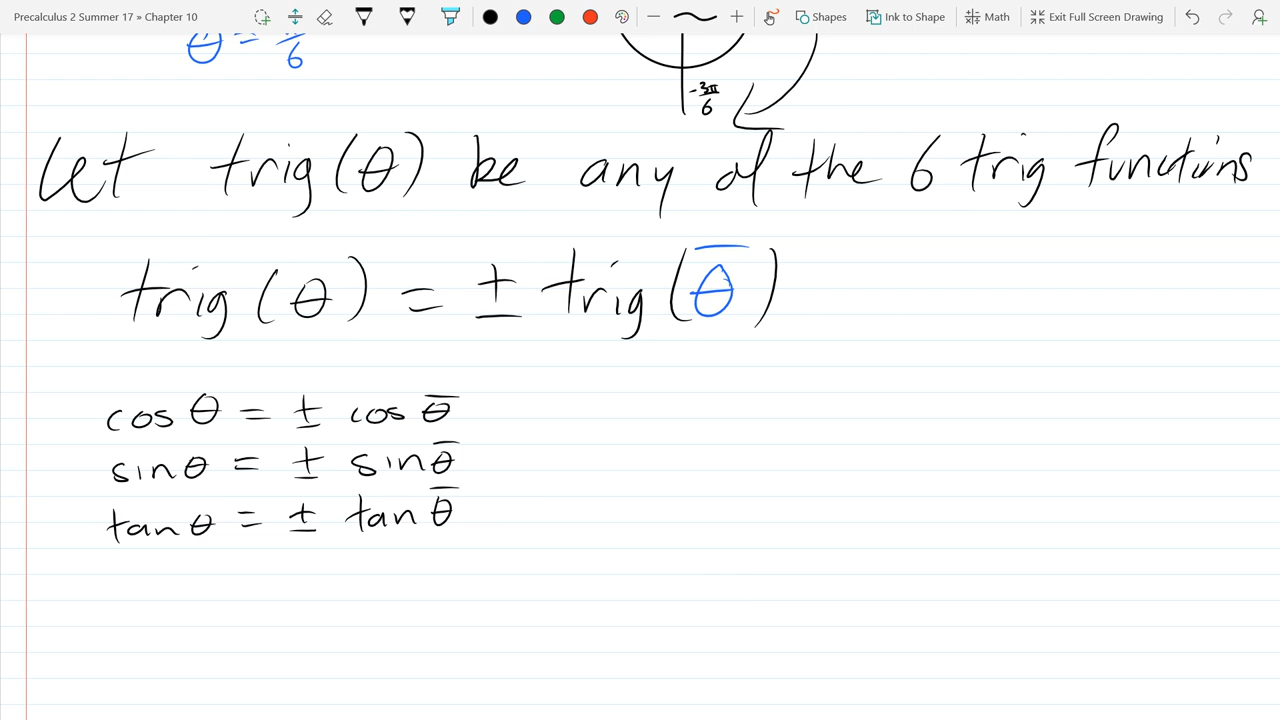 Precalculus 2 Summer 17 » Chapter 10 Shapes Ink to Shape Math Exit Full Screen Drawing
θ = π/6
-3π/6
Let trig(θ) be any of the 6 trig functions
trig(θ) = ± trig(θ̅)
cos θ = ± cos θ̅
sin θ = ± sin θ̅
tan θ = ± tan θ̅